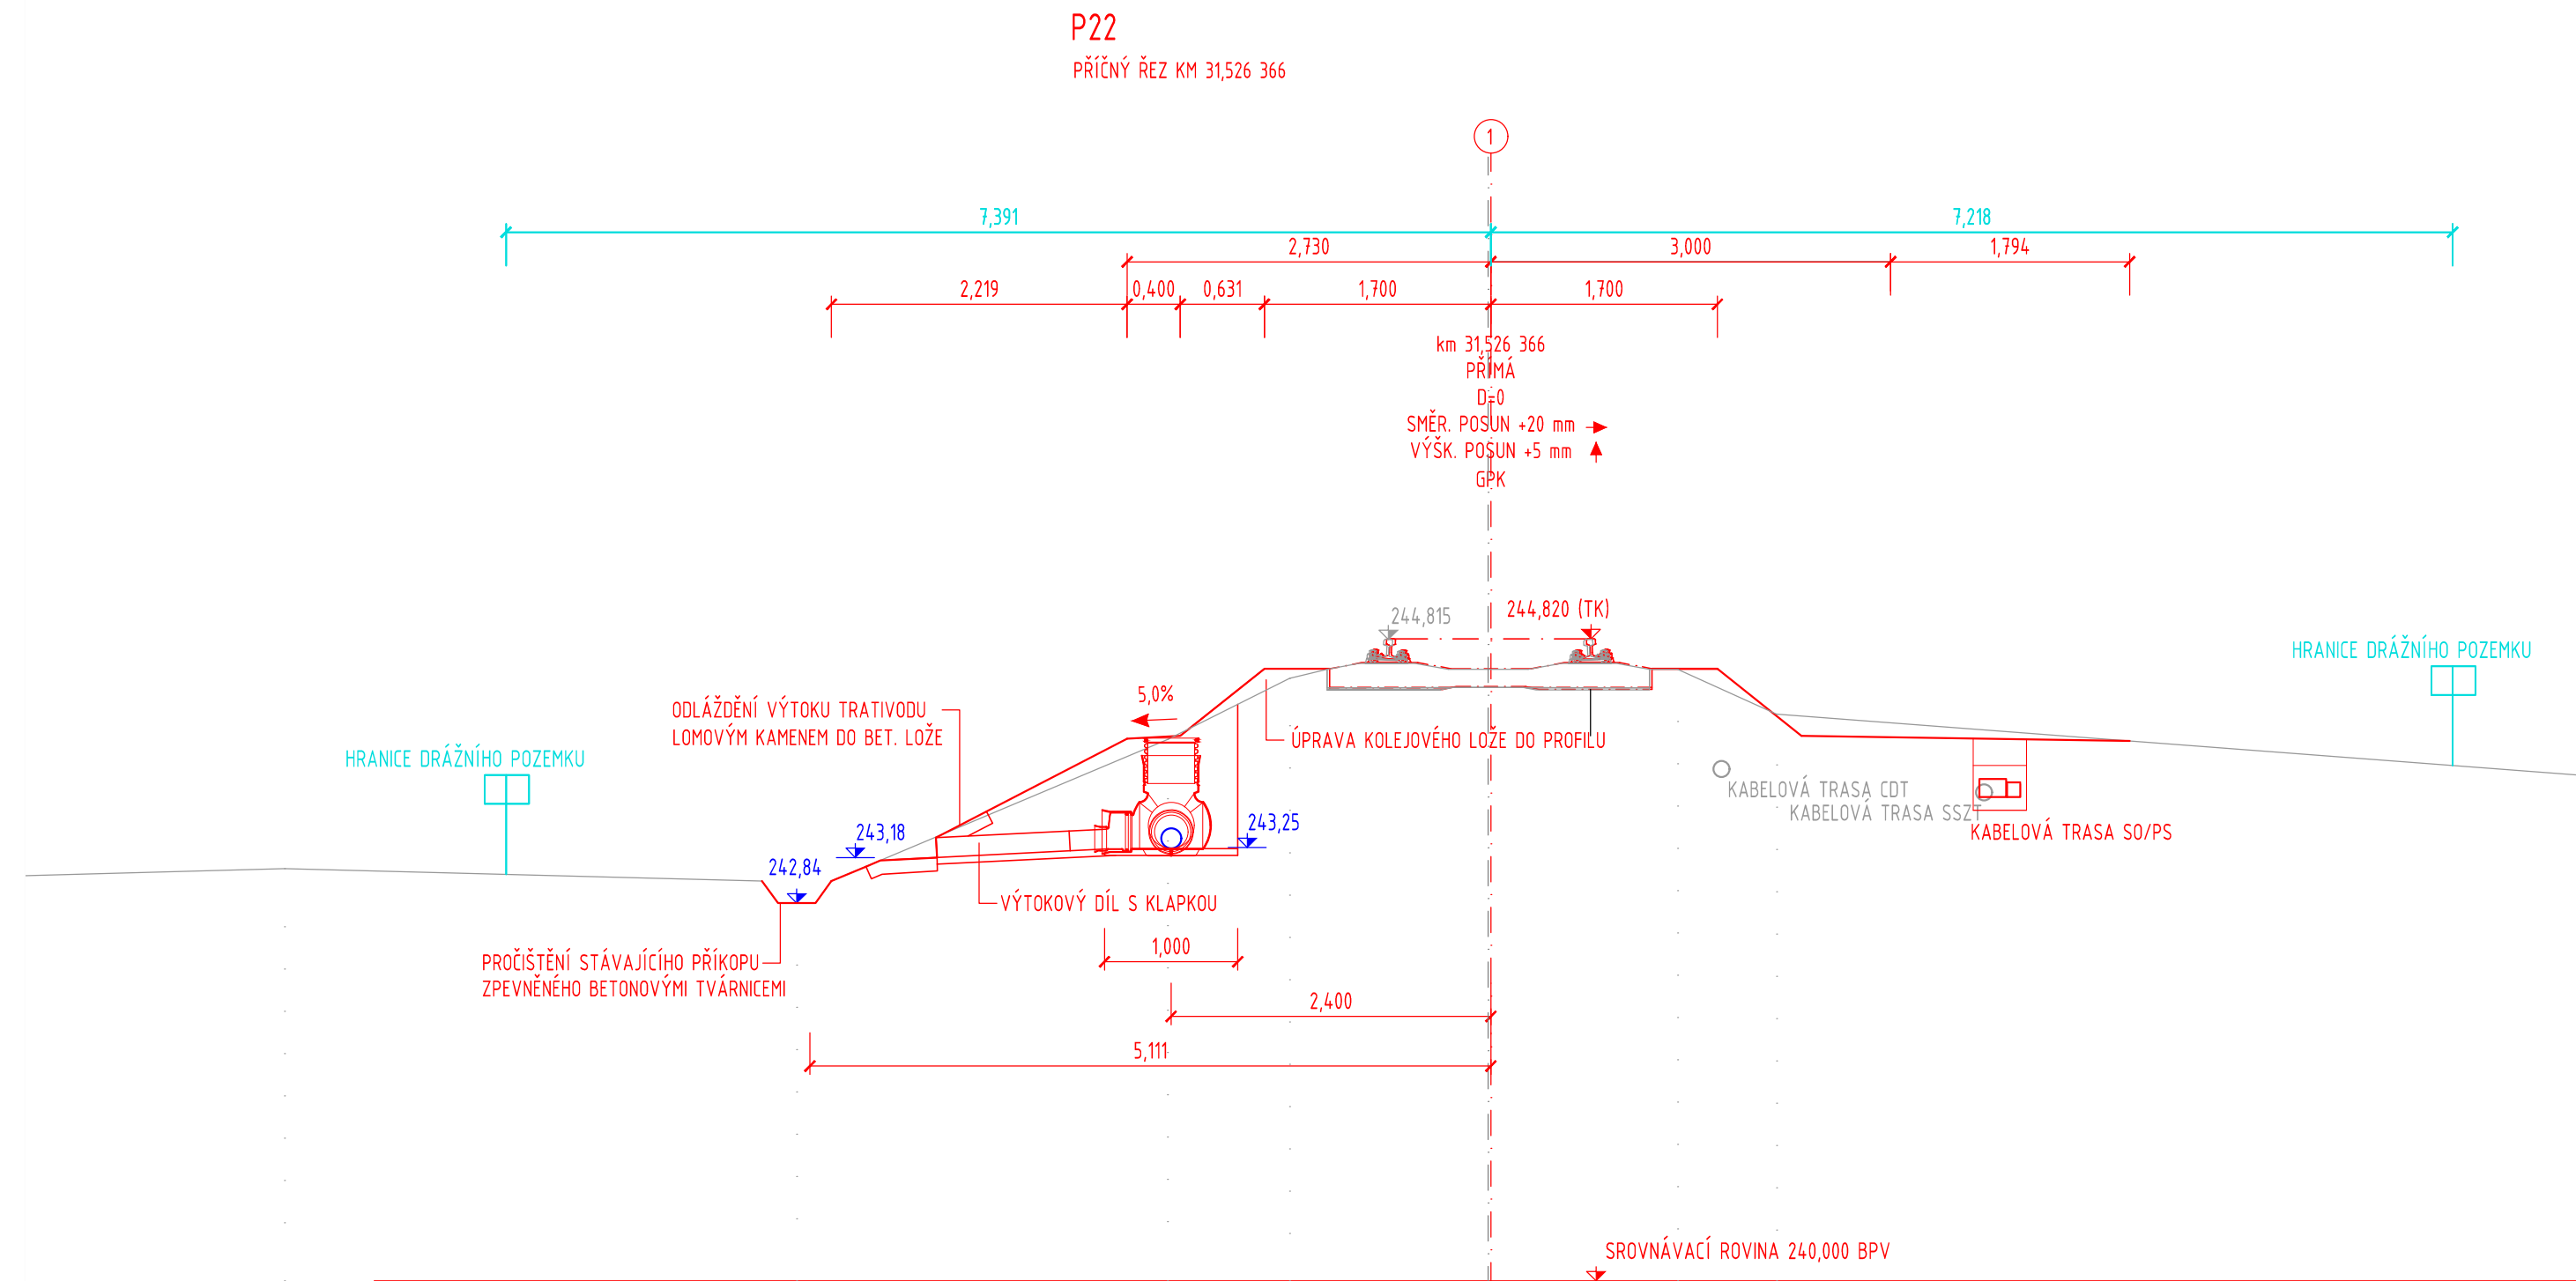 P22
PŘÍČNÝ ŘEZ KM 31,526 366
1
7,391
7,218
2,730
3,000
1,794
2,219
0,400
0,631
1,700
1,700
km 31,526 366
PŘÍMÁ
D=0
SMĚR. POSUN +20 mm
VÝŠK. POSUN +5 mm
GPK
244,815
244,820 (TK)
HRANICE DRÁŽNÍHO POZEMKU
5,0%
ODLÁŽDĚNÍ VÝTOKU TRATIVODU
LOMOVÝM KAMENEM DO BET. LOŽE
ÚPRAVA KOLEJOVÉHO LOŽE DO PROFILU
HRANICE DRÁŽNÍHO POZEMKU
KABELOVÁ TRASA CDT
KABELOVÁ TRASA SSZT
KABELOVÁ TRASA SO/PS
243,18
243,25
242,84
VÝTOKOVÝ DÍL S KLAPKOU
1,000
PROČIŠTĚNÍ STÁVAJÍCÍHO PŘÍKOPU
ZPEVNĚNÉHO BETONOVÝMI TVÁRNICEMI
2,400
5,111
SROVNÁVACÍ ROVINA 240,000 BPV